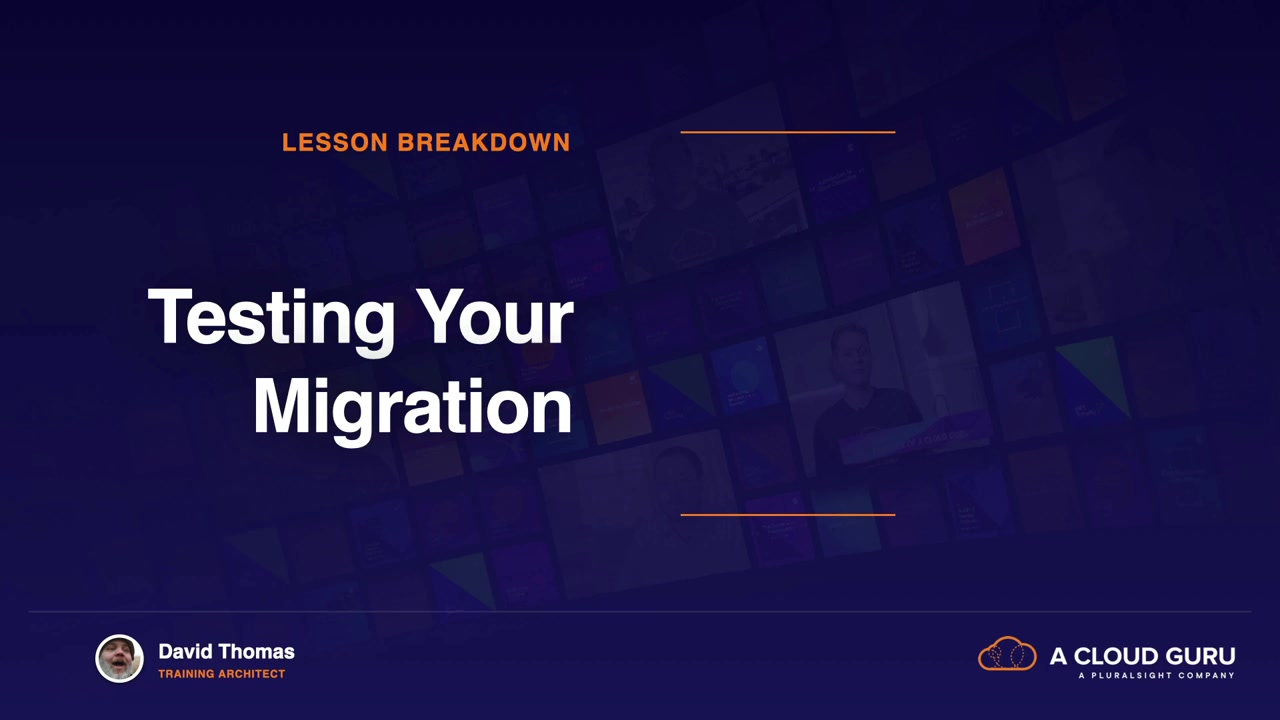 LESSON BREAKDOWN
Testing Your
Migration
David Thomas
TRAINING ARCHITECT
A CLOUD GURU
A PLURALSIGHT COMPANY